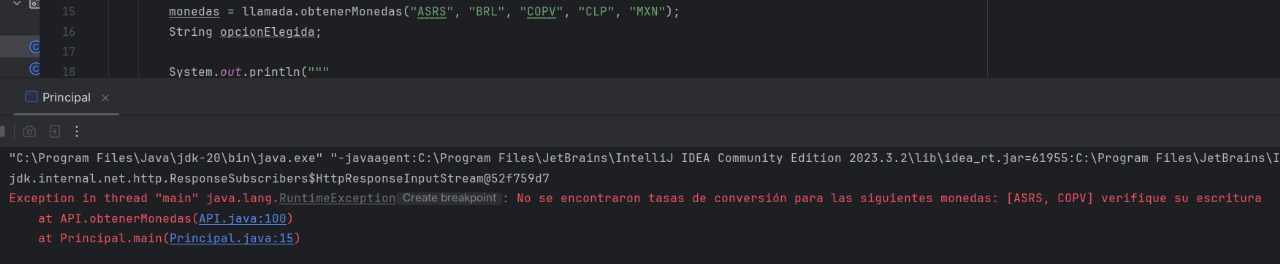 15 monedas = llamada.obtenerMonedas("ASRS", "BRL", "COPV", "CLP", "MXN");
16 String opcionElegida;
17
18 System.out.println("""
Principal ×
"C:\Program Files\Java\jdk-20\bin\java.exe" "-javaagent:C:\Program Files\JetBrains\IntelliJ IDEA Community Edition 2023.3.2\lib\idea_rt.jar=61955:C:\Program Files\JetBrains\I
jdk.internal.net.http.ResponseSubscribers$HttpResponseInputStream@52f759d7
Exception in thread "main" java.lang.RuntimeException Create breakpoint : No se encontraron tasas de conversión para las siguientes monedas: [ASRS, COPV] verifique su escritura
at API.obtenerMonedas(API.java:100)
at Principal.main(Principal.java:15)